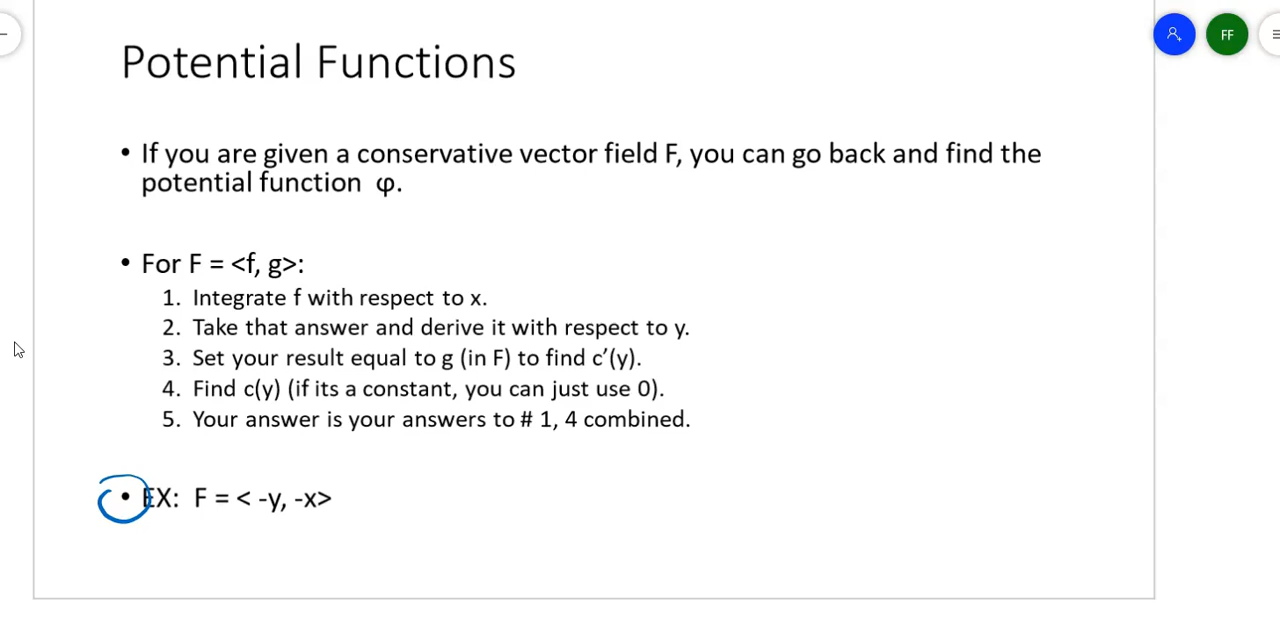 FF
Potential Functions
• If you are given a conservative vector field F, you can go back and find the
potential function φ.
• For F = <f, g>:
1. Integrate f with respect to x.
2. Take that answer and derive it with respect to y.
3. Set your result equal to g (in F) to find c’(y).
4. Find c(y) (if its a constant, you can just use 0).
5. Your answer is your answers to # 1, 4 combined.
• EX: F = < -y, -x>